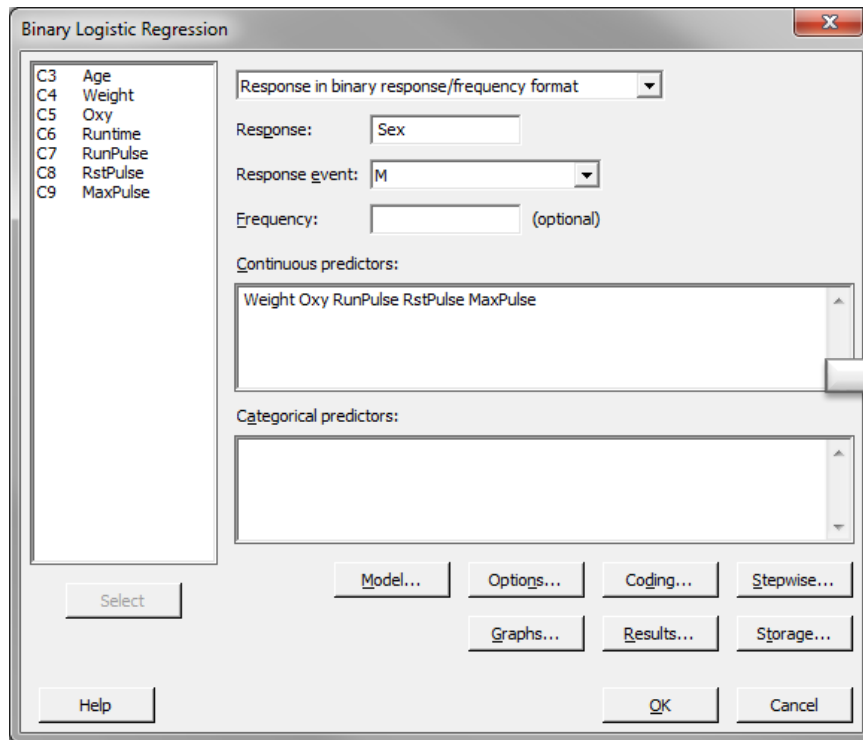 Binary Logistic Regression
C3 Age
C4 Weight
C5 Oxy
C6 Runtime
C7 RunPulse
C8 RstPulse
C9 MaxPulse
Response in binary response/frequency format
Response: Sex
Response event: M
Frequency: (optional)
Continuous predictors:
Weight Oxy RunPulse RstPulse MaxPulse
Categorical predictors:
Model... Options... Coding... Stepwise...
Select
Graphs... Results... Storage...
Help OK Cancel